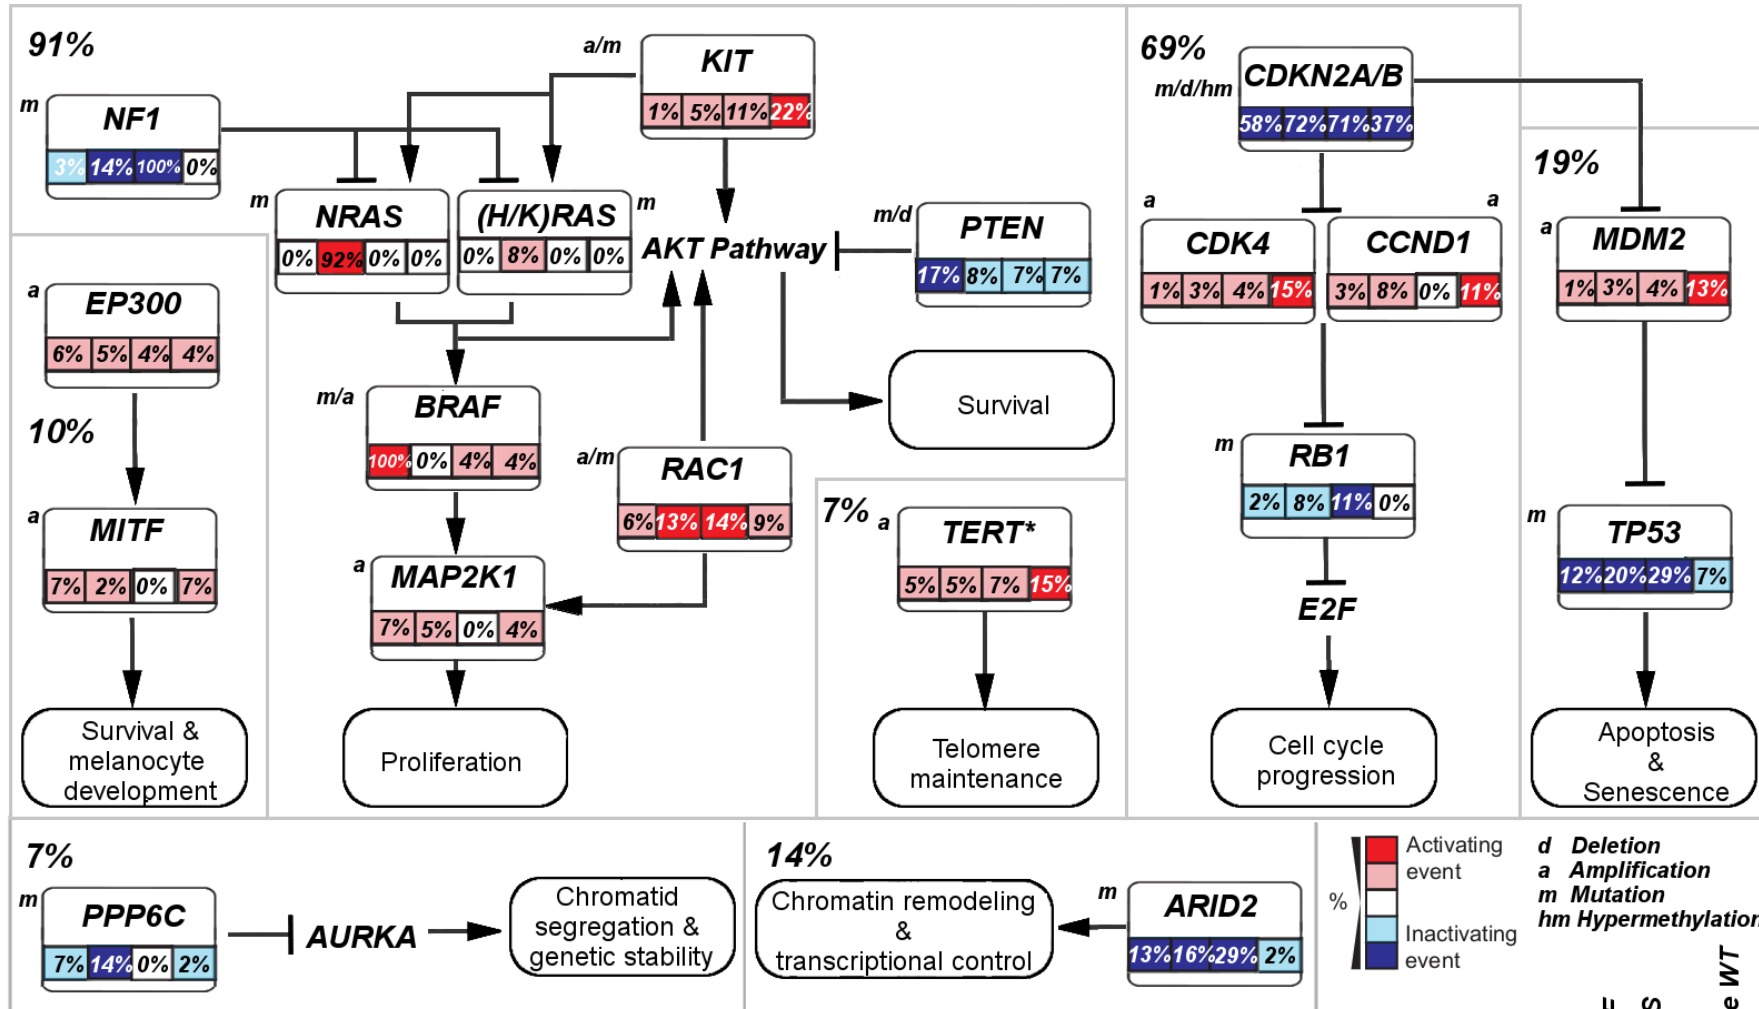 91%
m
NF1
3% 14% 100% 0%
a/m
KIT
1% 5% 11% 22%
m
NRAS
0% 92% 0% 0%
(H/K)RAS
m
0% 8% 0% 0%
AKT Pathway
m/d
PTEN
17% 8% 7% 7%
Survival
m/a
BRAF
100% 0% 4% 4%
a/m
RAC1
6% 13% 14% 9%
a
MAP2K1
7% 5% 0% 4%
Proliferation
a
EP300
6% 5% 4% 4%
10%
a
MITF
7% 2% 0% 7%
Survival &
melanocyte
development
7%
a
TERT*
5% 5% 7% 15%
Telomere
maintenance
69%
m/d/hm
CDKN2A/B
58% 72% 71% 37%
a
CDK4
1% 3% 4% 15%
a
CCND1
3% 8% 0% 11%
m
RB1
2% 8% 11% 0%
E2F
Cell cycle
progression
19%
a
MDM2
1% 3% 4% 13%
m
TP53
12% 20% 29% 7%
Apoptosis
&
Senescence
7%
m
PPP6C
7% 14% 0% 2%
AURKA
Chromatid
segregation &
genetic stability
14%
Chromatin remodeling
&
transcriptional control
m
ARID2
13% 16% 29% 2%
%
Activating
event
Inactivating
event
d Deletion
a Amplification
m Mutation
hm Hypermethylation
F
S
e WT